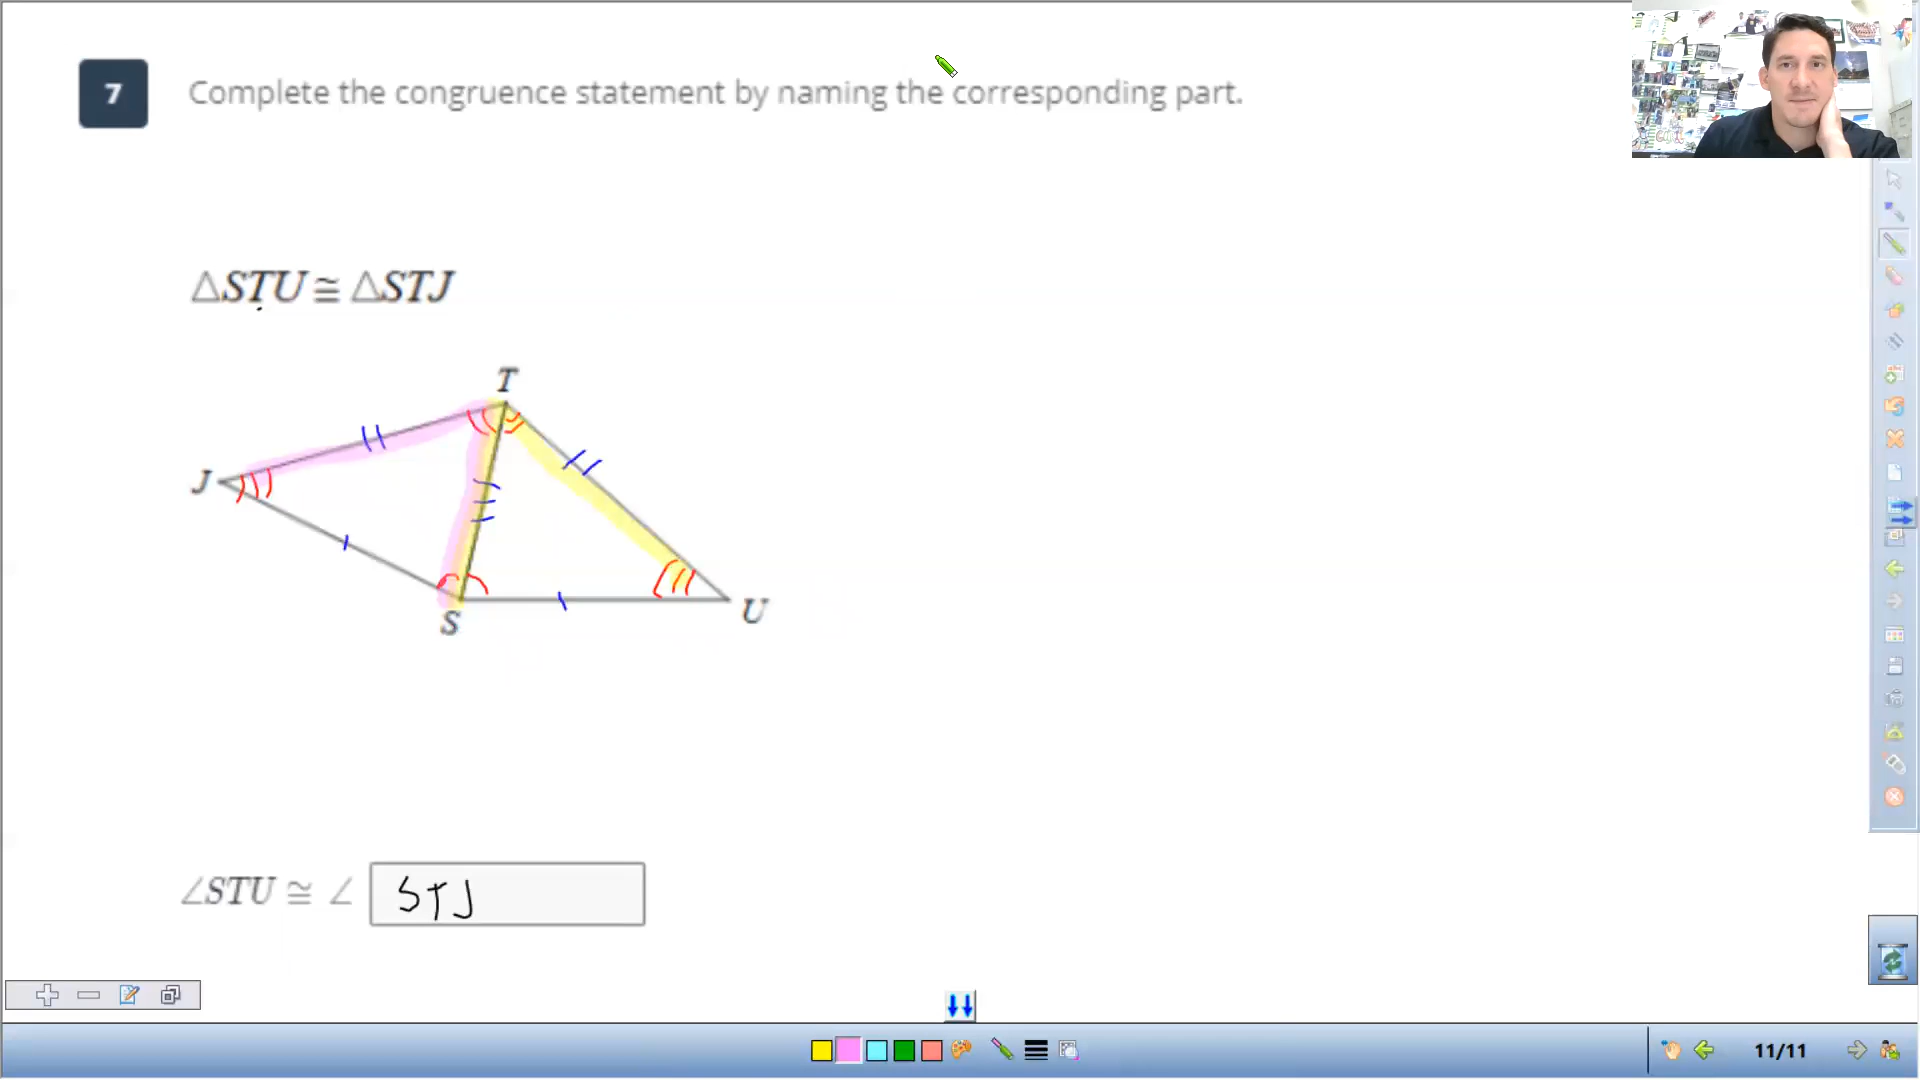 7 Complete the congruence statement by naming the corresponding part.
△STU ≅ △STJ
T
J
S
U
∠STU ≅ ∠ STJ
11/11